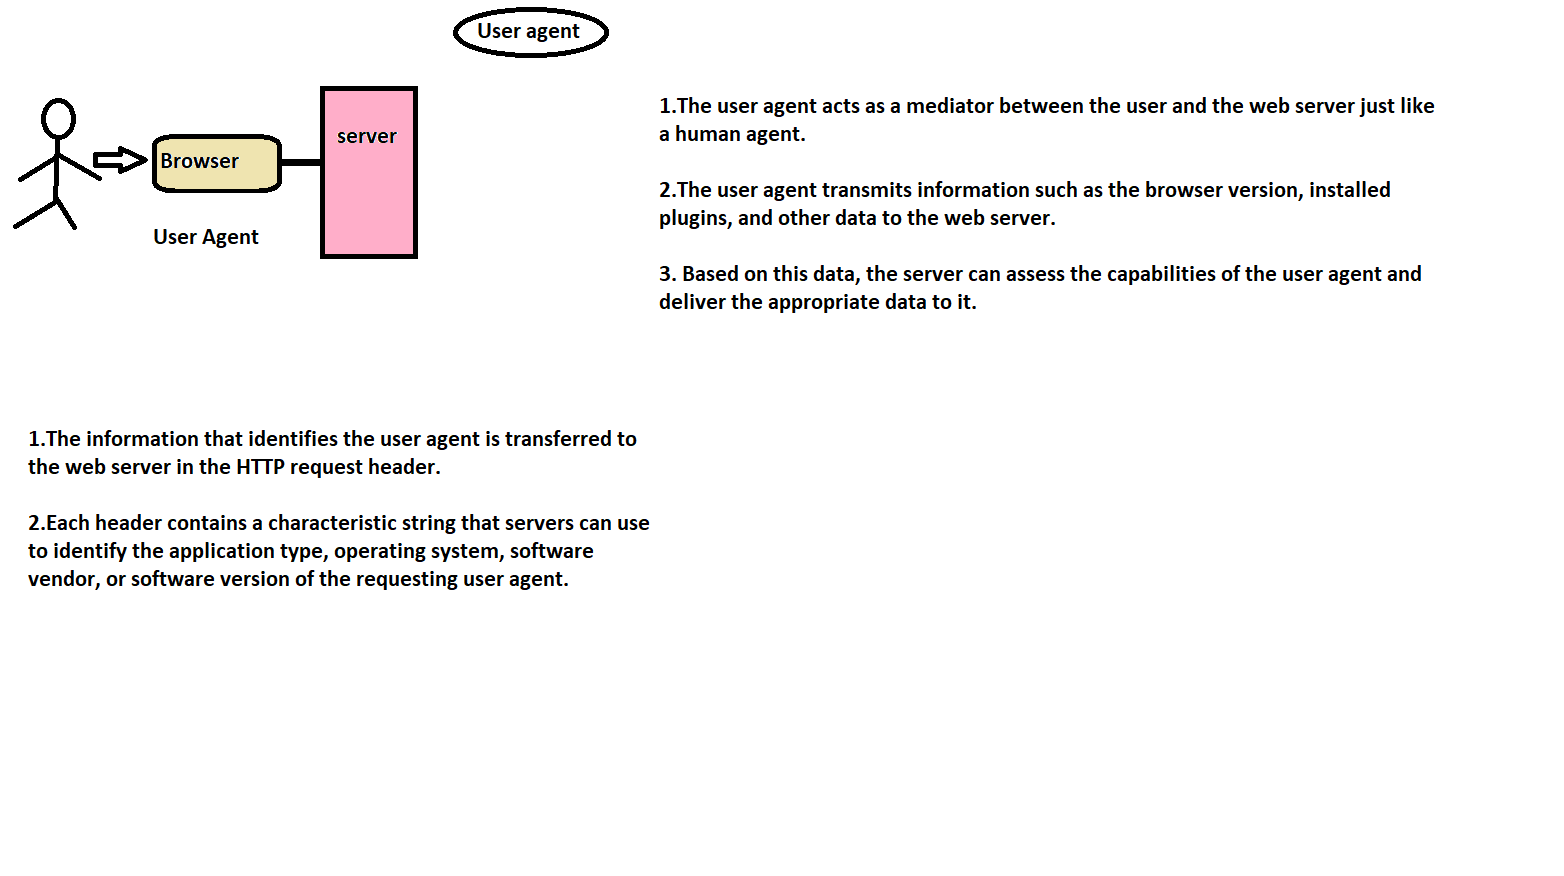 User agent
server
Browser
User Agent
1.The user agent acts as a mediator between the user and the web server just like
a human agent.
2.The user agent transmits information such as the browser version, installed
plugins, and other data to the web server.
3. Based on this data, the server can assess the capabilities of the user agent and
deliver the appropriate data to it.
1.The information that identifies the user agent is transferred to
the web server in the HTTP request header.
2.Each header contains a characteristic string that servers can use
to identify the application type, operating system, software
vendor, or software version of the requesting user agent.